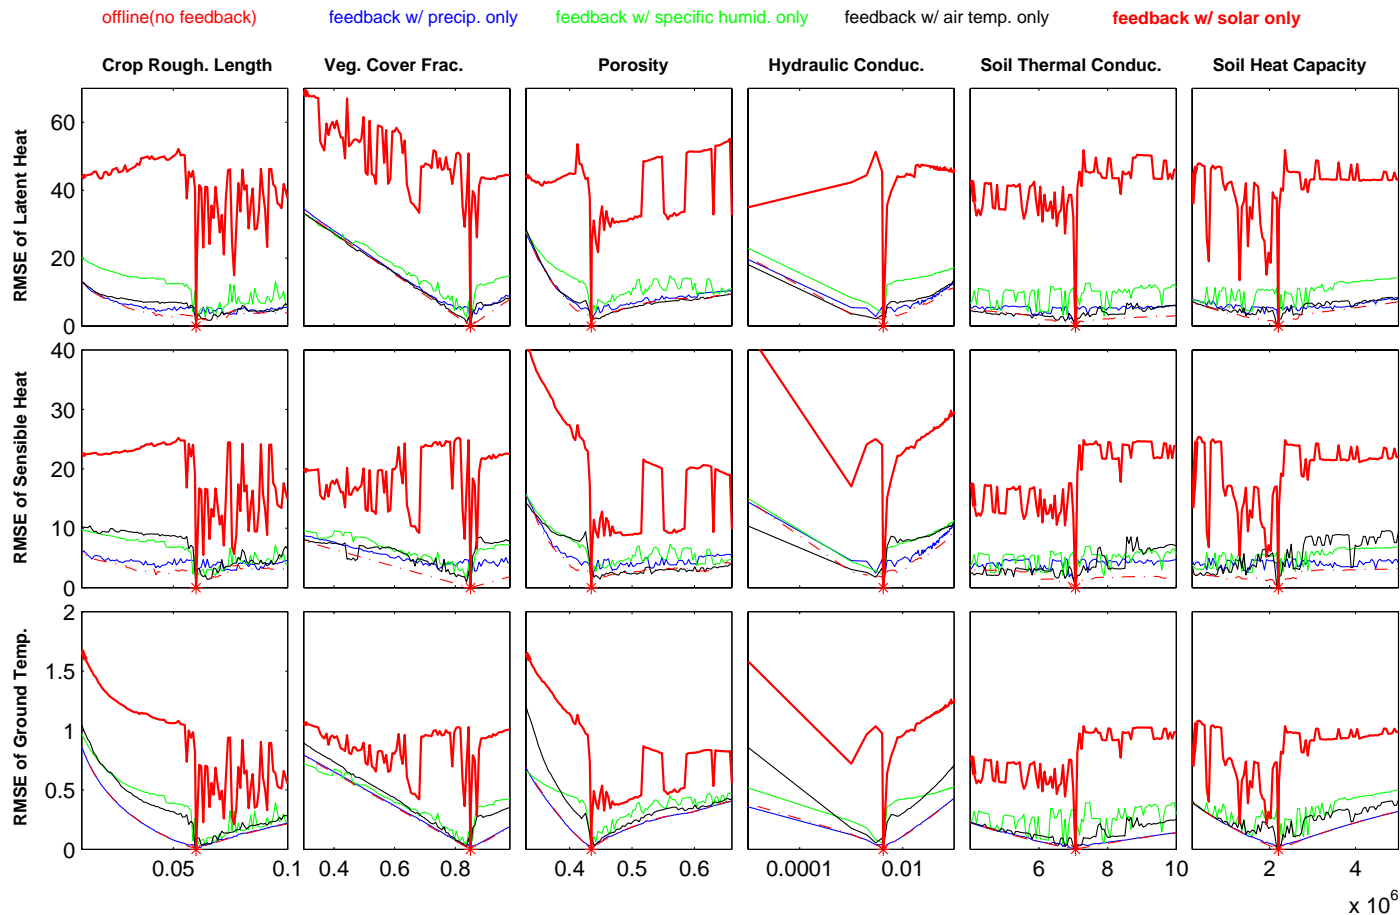 offline(no feedback) feedback w/ precip. only feedback w/ specific humid. only feedback w/ air temp. only feedback w/ solar only
Crop Rough. Length Veg. Cover Frac. Porosity Hydraulic Conduc. Soil Thermal Conduc. Soil Heat Capacity
RMSE of Latent Heat
60
40
20
0
RMSE of Sensible Heat
40
30
20
10
0
RMSE of Ground Temp.
2
1.5
1
0.5
0
0.05 0.1 0.4 0.6 0.8 0.4 0.6 0.0001 0.01 6 8 10 2 4
x 10^6